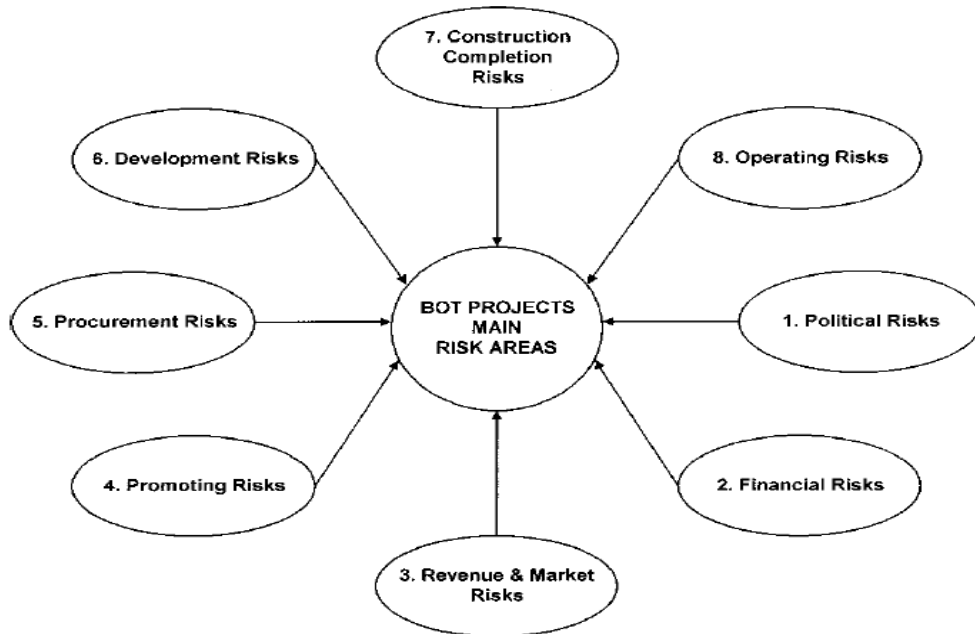 7. Construction
Completion
Risks
6. Development Risks
8. Operating Risks
BOT PROJECTS
MAIN
RISK AREAS
5. Procurement Risks
1. Political Risks
4. Promoting Risks
2. Financial Risks
3. Revenue & Market
Risks